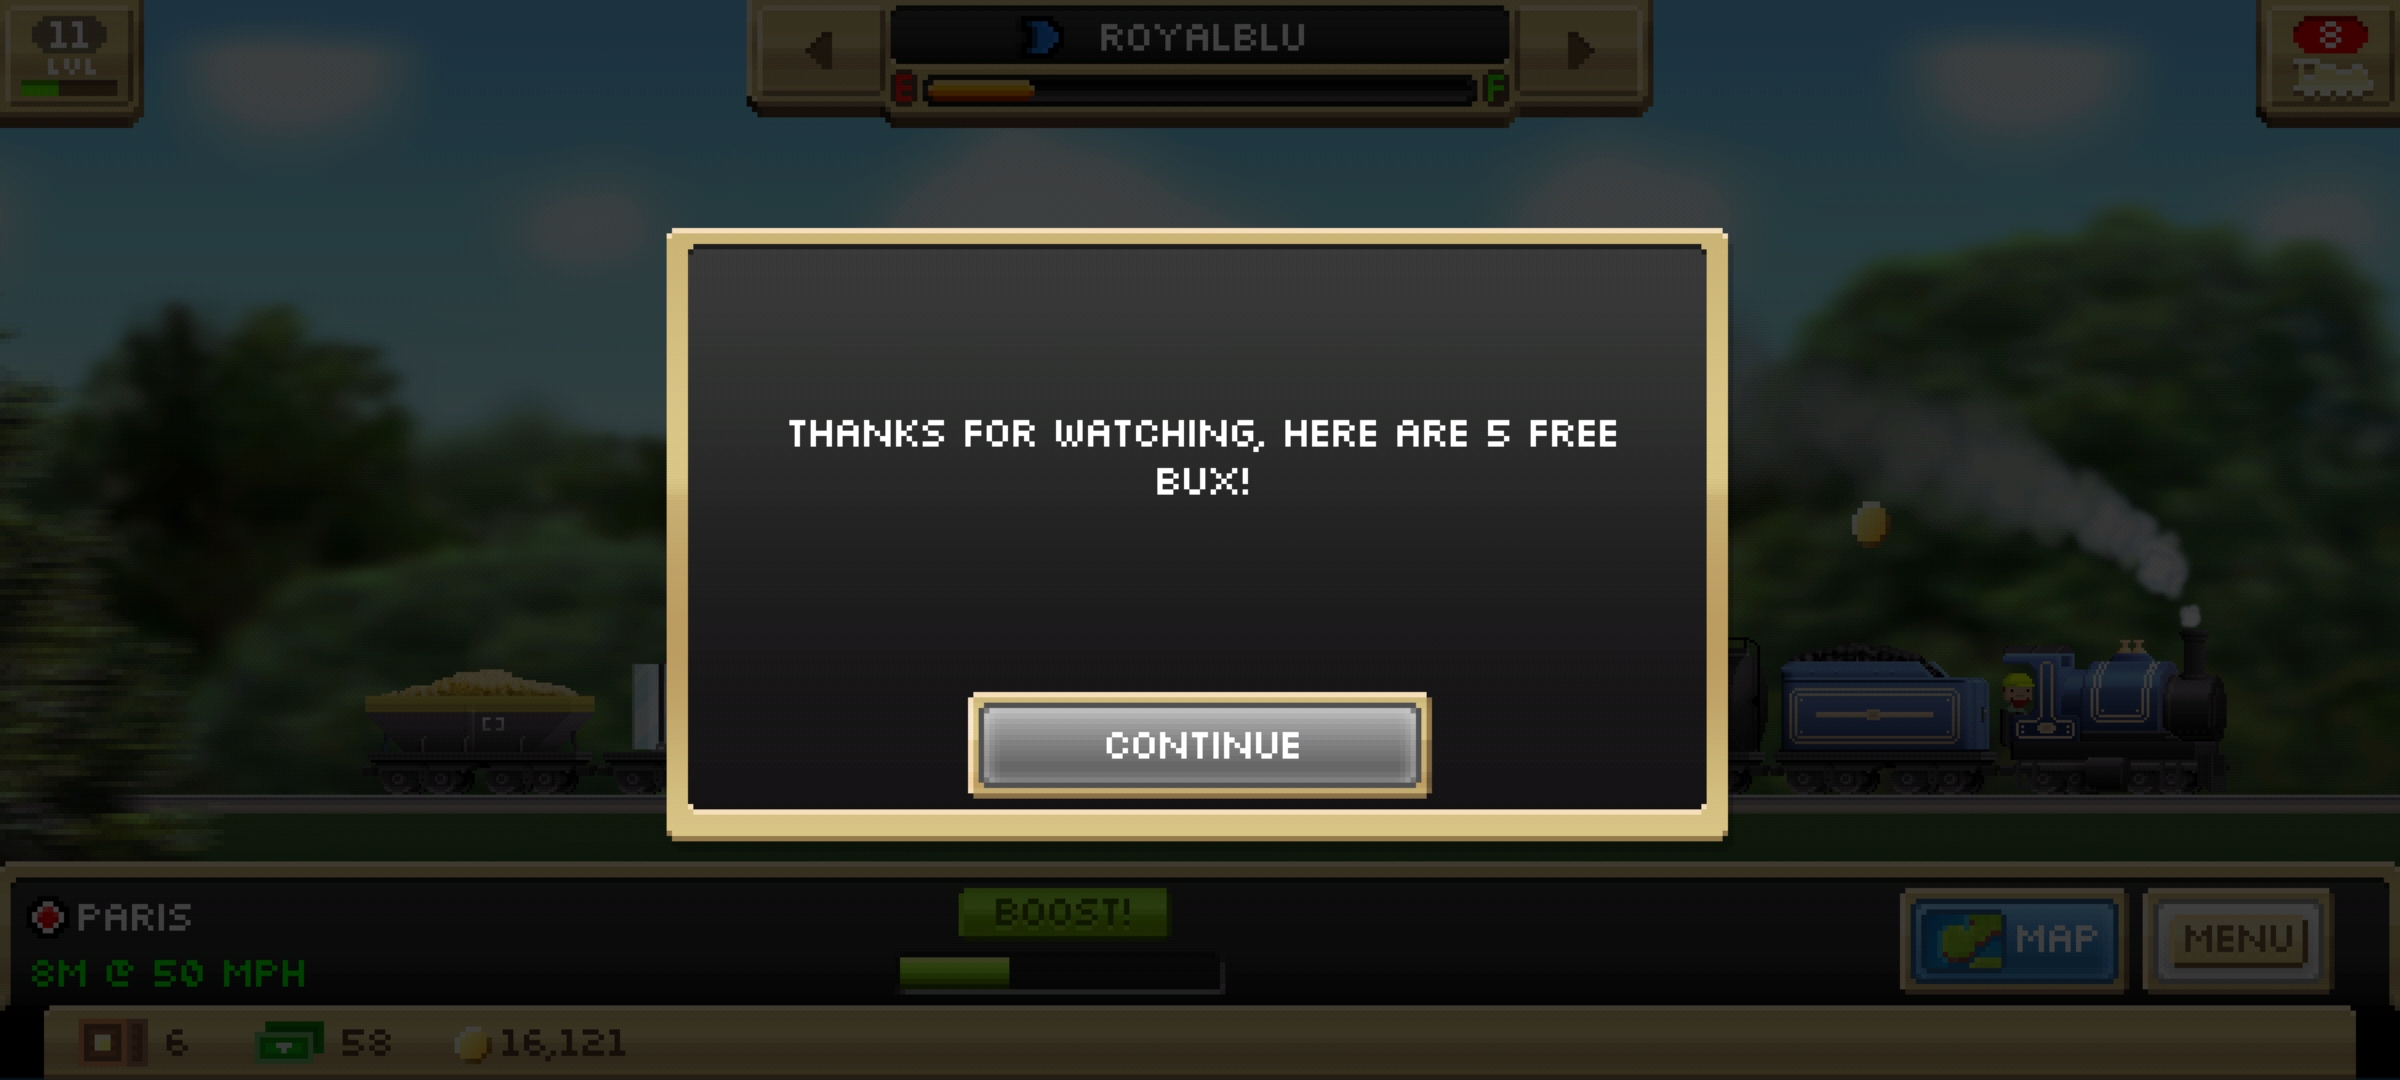 11
LVL
ROYALBLU
E F
8
THANKS FOR WATCHING, HERE ARE 5 FREE
BUX!
CONTINUE
PARIS
8M @ 50 MPH
BOOST!
MAP
MENU
6 58 16,121